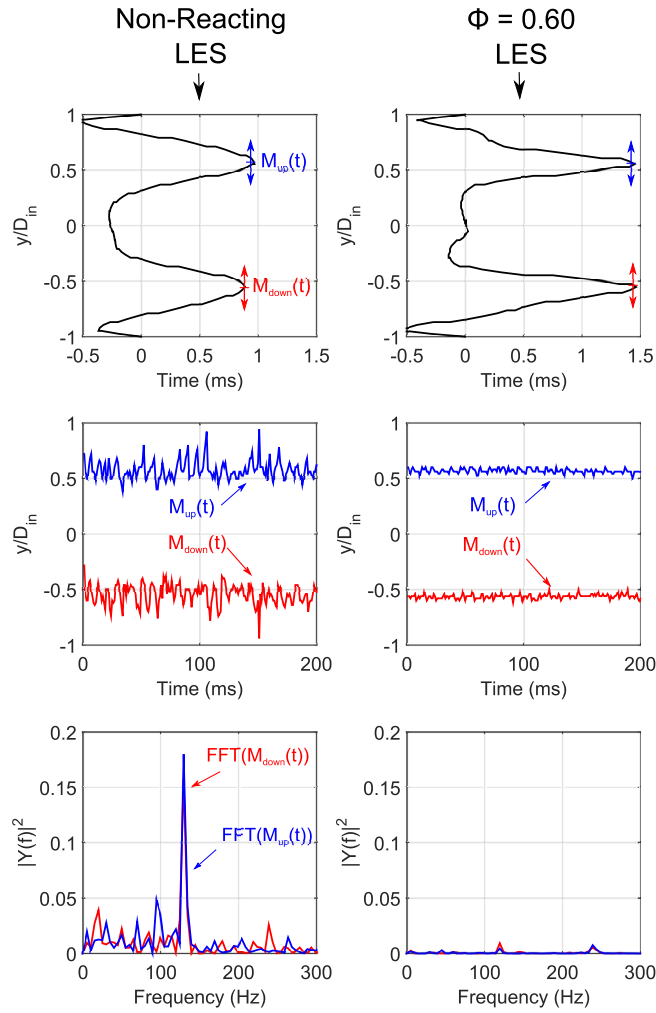 Non-Reacting
LES
Φ = 0.60
LES
1
0.5
0
-0.5
-1
y/D_in
M_up(t)
M_down(t)
-0.5 0 0.5 1 1.5
Time (ms)
1
0.5
0
-0.5
-1
y/D_in
-0.5 0 0.5 1 1.5
Time (ms)
1
0.5
0
-0.5
-1
y/D_in
M_up(t)
M_down(t)
0 100 200
Time (ms)
1
0.5
0
-0.5
-1
y/D_in
M_up(t)
M_down(t)
0 100 200
Time (ms)
0.2
0.15
0.1
0.05
0
|Y(f)|²
FFT(M_down(t))
FFT(M_up(t))
0 100 200 300
Frequency (Hz)
0.2
0.15
0.1
0.05
0
|Y(f)|²
0 100 200 300
Frequency (Hz)